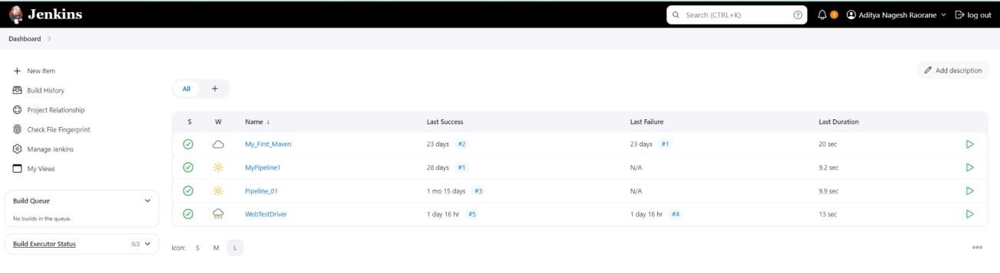 Jenkins
Search (CTRL+K)
1
Aditya Nagesh Raorane
log out
Dashboard
New Item
Build History
Project Relationship
Check File Fingerprint
Manage Jenkins
My Views
Build Queue
No builds in the queue.
Build Executor Status 0/2
Add description
All +
S W Name ↓ Last Success Last Failure Last Duration
My_First_Maven 23 days #2 23 days #1 20 sec
MyPipeline1 28 days #1 N/A 9.2 sec
Pipeline_01 1 mo 15 days #3 N/A 9.9 sec
WebTestDriver 1 day 16 hr #5 1 day 16 hr #4 13 sec
Icon: S M L